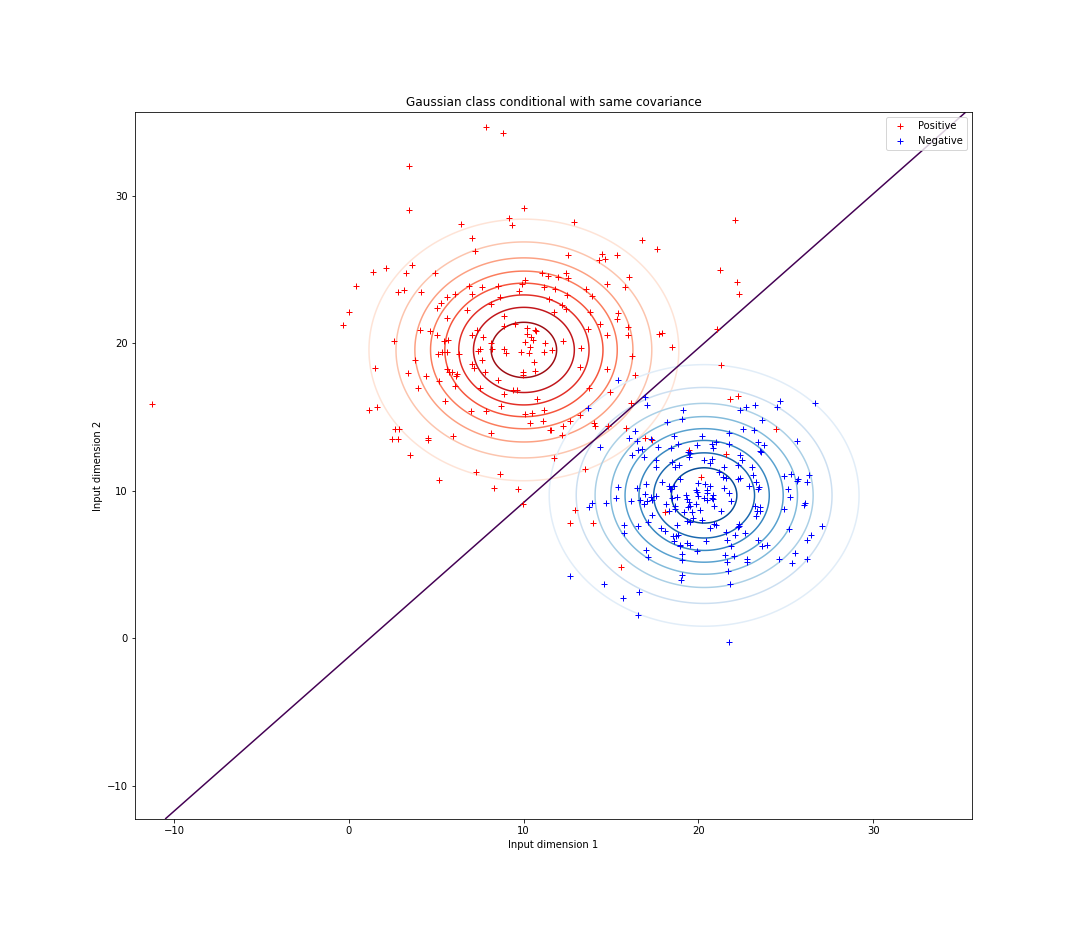 Gaussian class conditional with same covariance
Positive
Negative
30
20
10
0
−10
Input dimension 2
−10
0
10
20
30
Input dimension 1